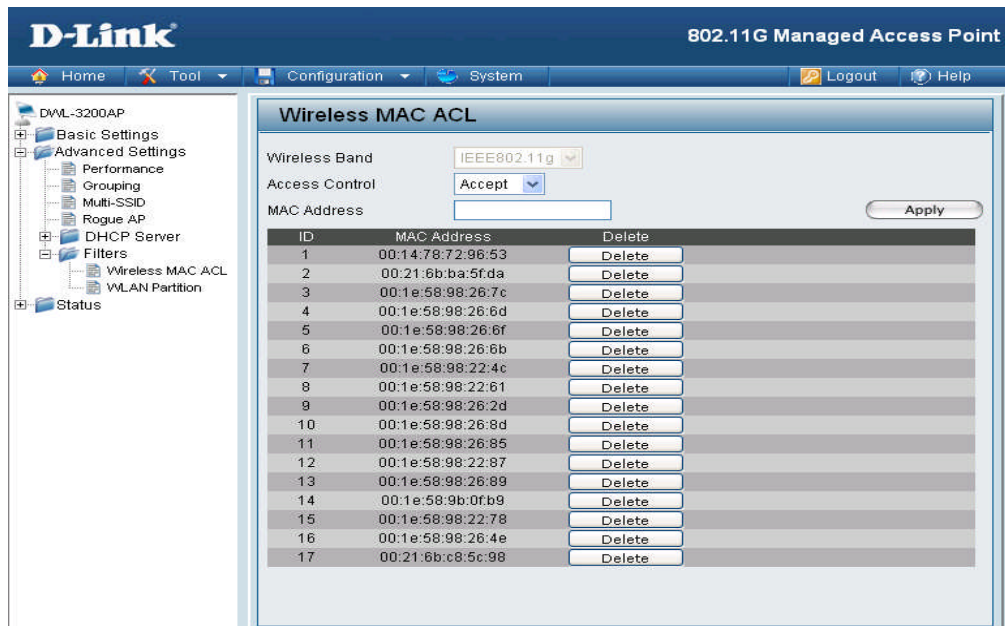 D-Link
802.11G Managed Access Point
Home Tool Configuration System Logout Help
DWL-3200AP
Basic Settings
Advanced Settings
Performance
Grouping
Multi-SSID
Rogue AP
DHCP Server
Filters
Wireless MAC ACL
WLAN Partition
Status
Wireless MAC ACL
Wireless Band IEEE802.11g
Access Control Accept
MAC Address Apply
ID MAC Address Delete
1 00:14:78:72:96:53 Delete
2 00:21:6b:ba:5f:da Delete
3 00:1e:58:98:26:7c Delete
4 00:1e:58:98:26:6d Delete
5 00:1e:58:98:26:6f Delete
6 00:1e:58:98:26:6b Delete
7 00:1e:58:98:22:4c Delete
8 00:1e:58:98:22:61 Delete
9 00:1e:58:98:26:2d Delete
10 00:1e:58:98:26:8d Delete
11 00:1e:58:98:26:85 Delete
12 00:1e:58:98:22:87 Delete
13 00:1e:58:98:26:89 Delete
14 00:1e:58:9b:0f:b9 Delete
15 00:1e:58:98:22:78 Delete
16 00:1e:58:98:26:4e Delete
17 00:21:6b:c8:5c:98 Delete